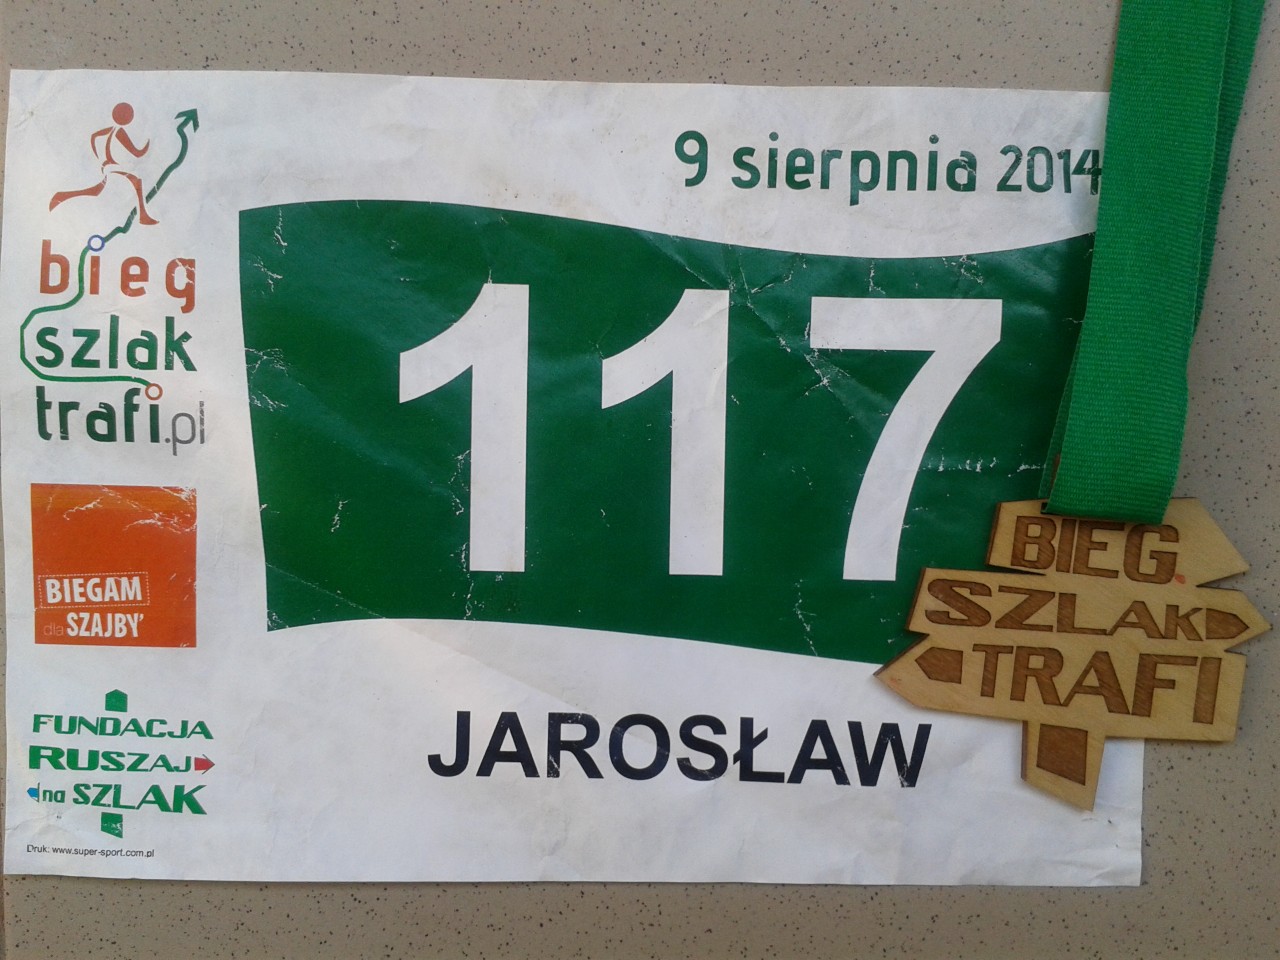 9 sierpnia 2014
bieg
szlak
trafi.pl
117
BIEGAM
dla SZAJBY'
FUNDACJA
RUSZAJ
na SZLAK
JAROSŁAW
Druk: www.super-sport.com.pl
BIEG
SZLAK
TRAFI